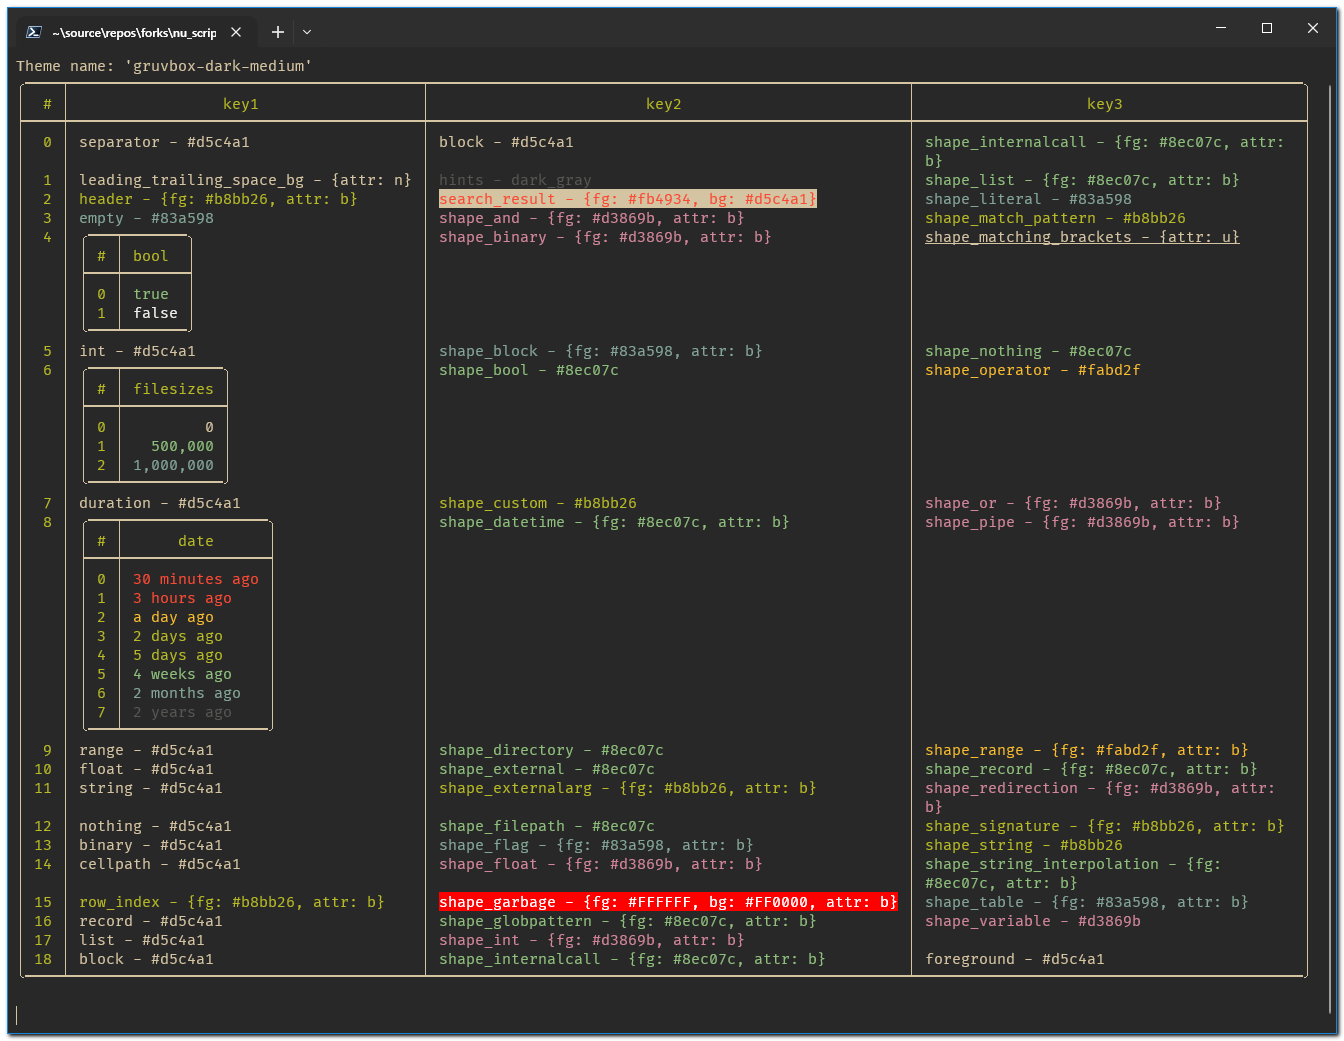 ~\source\repos\forks\nu_scrip
Theme name: 'gruvbox-dark-medium'
# key1 key2 key3
0 separator - #d5c4a1 block - #d5c4a1 shape_internalcall - {fg: #8ec07c, attr:
b}
1 leading_trailing_space_bg - {attr: n} hints - dark_gray shape_list - {fg: #8ec07c, attr: b}
2 header - {fg: #b8bb26, attr: b} search_result - {fg: #fb4934, bg: #d5c4a1} shape_literal - #83a598
3 empty - #83a598 shape_and - {fg: #d3869b, attr: b} shape_match_pattern - #b8bb26
4 shape_binary - {fg: #d3869b, attr: b} shape_matching_brackets - {attr: u}
# bool
0 true
1 false
5 int - #d5c4a1 shape_block - {fg: #83a598, attr: b} shape_nothing - #8ec07c
6 shape_bool - #8ec07c shape_operator - #fabd2f
# filesizes
0 0
1 500,000
2 1,000,000
7 duration - #d5c4a1 shape_custom - #b8bb26 shape_or - {fg: #d3869b, attr: b}
8 shape_datetime - {fg: #8ec07c, attr: b} shape_pipe - {fg: #d3869b, attr: b}
# date
0 30 minutes ago
1 3 hours ago
2 a day ago
3 2 days ago
4 5 days ago
5 4 weeks ago
6 2 months ago
7 2 years ago
9 range - #d5c4a1 shape_directory - #8ec07c shape_range - {fg: #fabd2f, attr: b}
10 float - #d5c4a1 shape_external - #8ec07c shape_record - {fg: #8ec07c, attr: b}
11 string - #d5c4a1 shape_externalarg - {fg: #b8bb26, attr: b} shape_redirection - {fg: #d3869b, attr:
b}
12 nothing - #d5c4a1 shape_filepath - #8ec07c shape_signature - {fg: #b8bb26, attr: b}
13 binary - #d5c4a1 shape_flag - {fg: #83a598, attr: b} shape_string - #b8bb26
14 cellpath - #d5c4a1 shape_float - {fg: #d3869b, attr: b} shape_string_interpolation - {fg:
#8ec07c, attr: b}
15 row_index - {fg: #b8bb26, attr: b} shape_garbage - {fg: #FFFFFF, bg: #FF0000, attr: b} shape_table - {fg: #83a598, attr: b}
16 record - #d5c4a1 shape_globpattern - {fg: #8ec07c, attr: b} shape_variable - #d3869b
17 list - #d5c4a1 shape_int - {fg: #d3869b, attr: b}
18 block - #d5c4a1 shape_internalcall - {fg: #8ec07c, attr: b} foreground - #d5c4a1